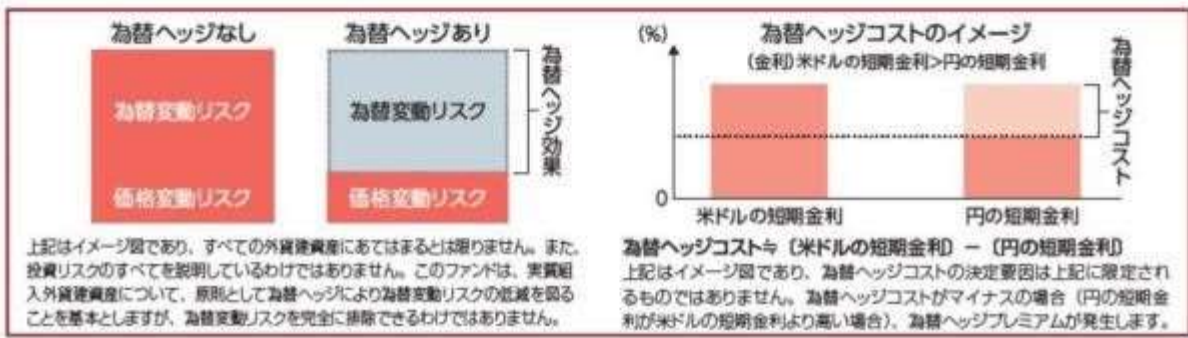 為替ヘッジなし
為替変動リスク
価格変動リスク
為替ヘッジあり
為替変動リスク
価格変動リスク
為替ヘッジ効果
上記はイメージ図であり、すべての外貨建資産にあてはまるとは限りません。また、
投資リスクのすべてを説明しているわけではありません。このファンドは、実質組
入外貨建資産について、原則として為替ヘッジにより為替変動リスクの低減を図る
ことを基本としますが、為替変動リスクを完全に排除できるわけではありません。
(%)
為替ヘッジコストのイメージ
(金利)米ドルの短期金利>円の短期金利
為替ヘッジコスト
0
米ドルの短期金利
円の短期金利
為替ヘッジコスト≒〔米ドルの短期金利〕－〔円の短期金利〕
上記はイメージ図であり、為替ヘッジコストの決定要因は上記に限定され
るものではありません。為替ヘッジコストがマイナスの場合（円の短期金
利が米ドルの短期金利より高い場合）、為替ヘッジプレミアムが発生します。